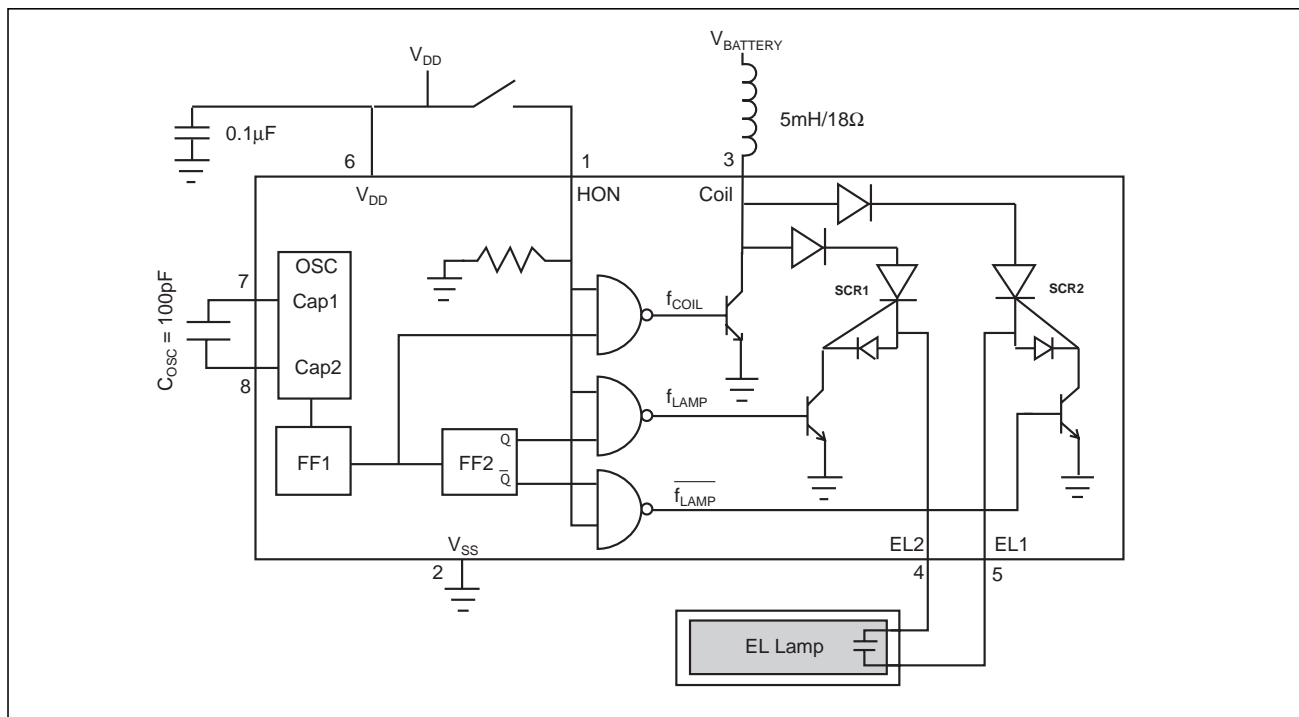 V_BATTERY
V_DD
5mH/18Ω
0.1μF
6
1
3
V_DD
HON
Coil
OSC
7
Cap1
SCR1
SCR2
f_COIL
C_OSC = 100pF
Cap2
8
f_LAMP
FF1
FF2
Q
Q̅
f̅_̅L̅A̅M̅P̅
V_SS
EL2
EL1
2
4
5
EL Lamp